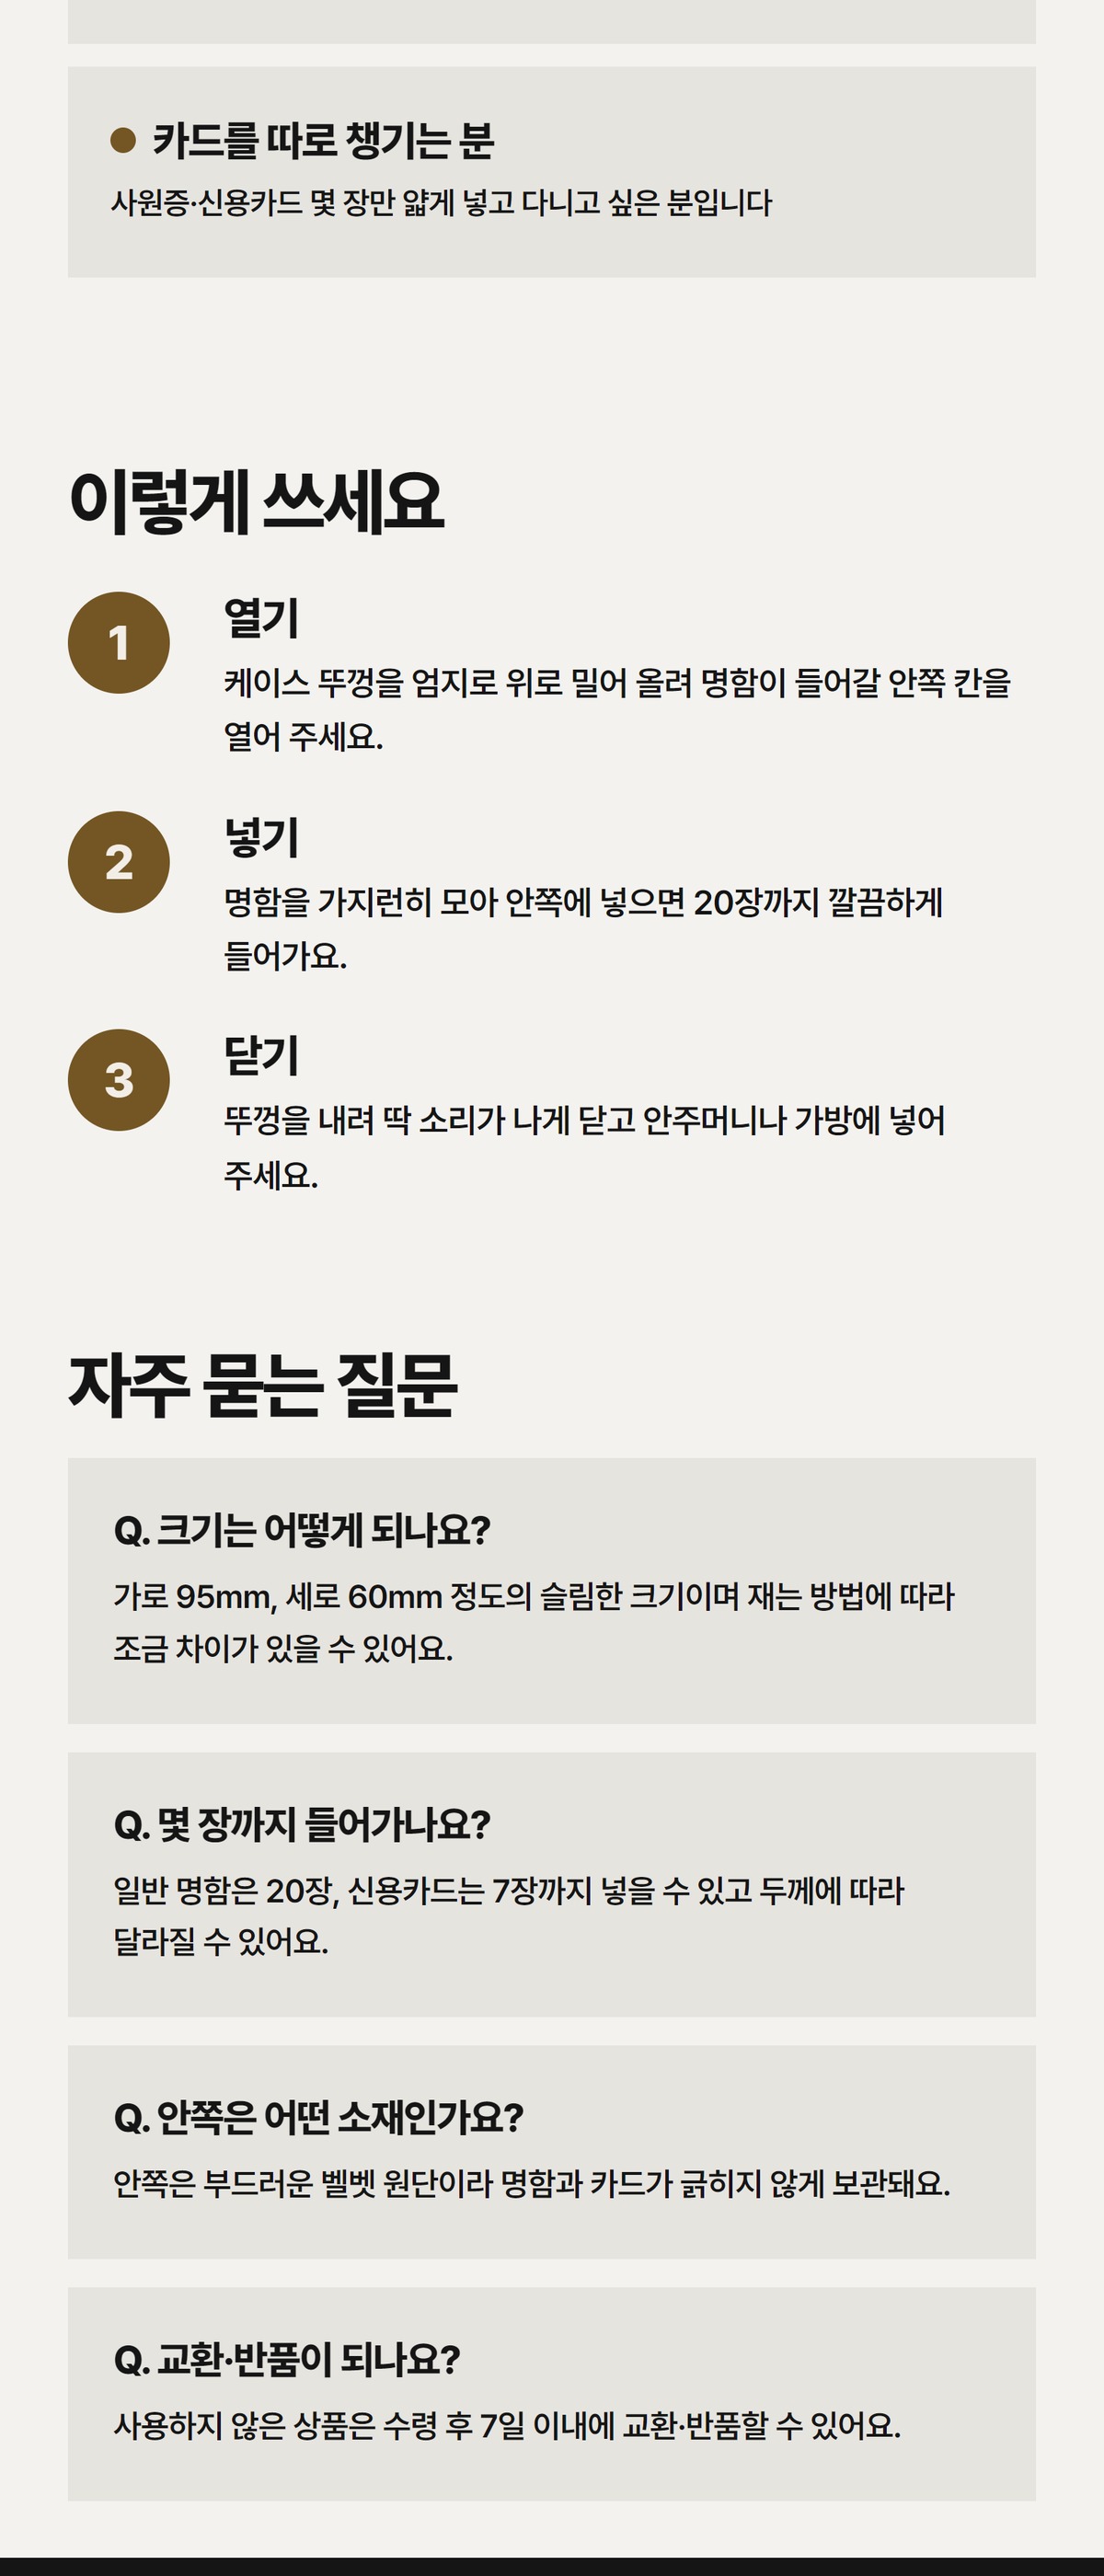 카드를 따로 챙기는 분
사원증·신용카드 몇 장만 얇게 넣고 다니고 싶은 분입니다
이렇게 쓰세요
1
열기
케이스 뚜껑을 엄지로 위로 밀어 올려 명함이 들어갈 안쪽 칸을
열어 주세요.
2
넣기
명함을 가지런히 모아 안쪽에 넣으면 20장까지 깔끔하게
들어가요.
3
닫기
뚜껑을 내려 딱 소리가 나게 닫고 안주머니나 가방에 넣어
주세요.
자주 묻는 질문
Q. 크기는 어떻게 되나요?
가로 95mm, 세로 60mm 정도의 슬림한 크기이며 재는 방법에 따라
조금 차이가 있을 수 있어요.
Q. 몇 장까지 들어가나요?
일반 명함은 20장, 신용카드는 7장까지 넣을 수 있고 두께에 따라
달라질 수 있어요.
Q. 안쪽은 어떤 소재인가요?
안쪽은 부드러운 벨벳 원단이라 명함과 카드가 긁히지 않게 보관돼요.
Q. 교환·반품이 되나요?
사용하지 않은 상품은 수령 후 7일 이내에 교환·반품할 수 있어요.